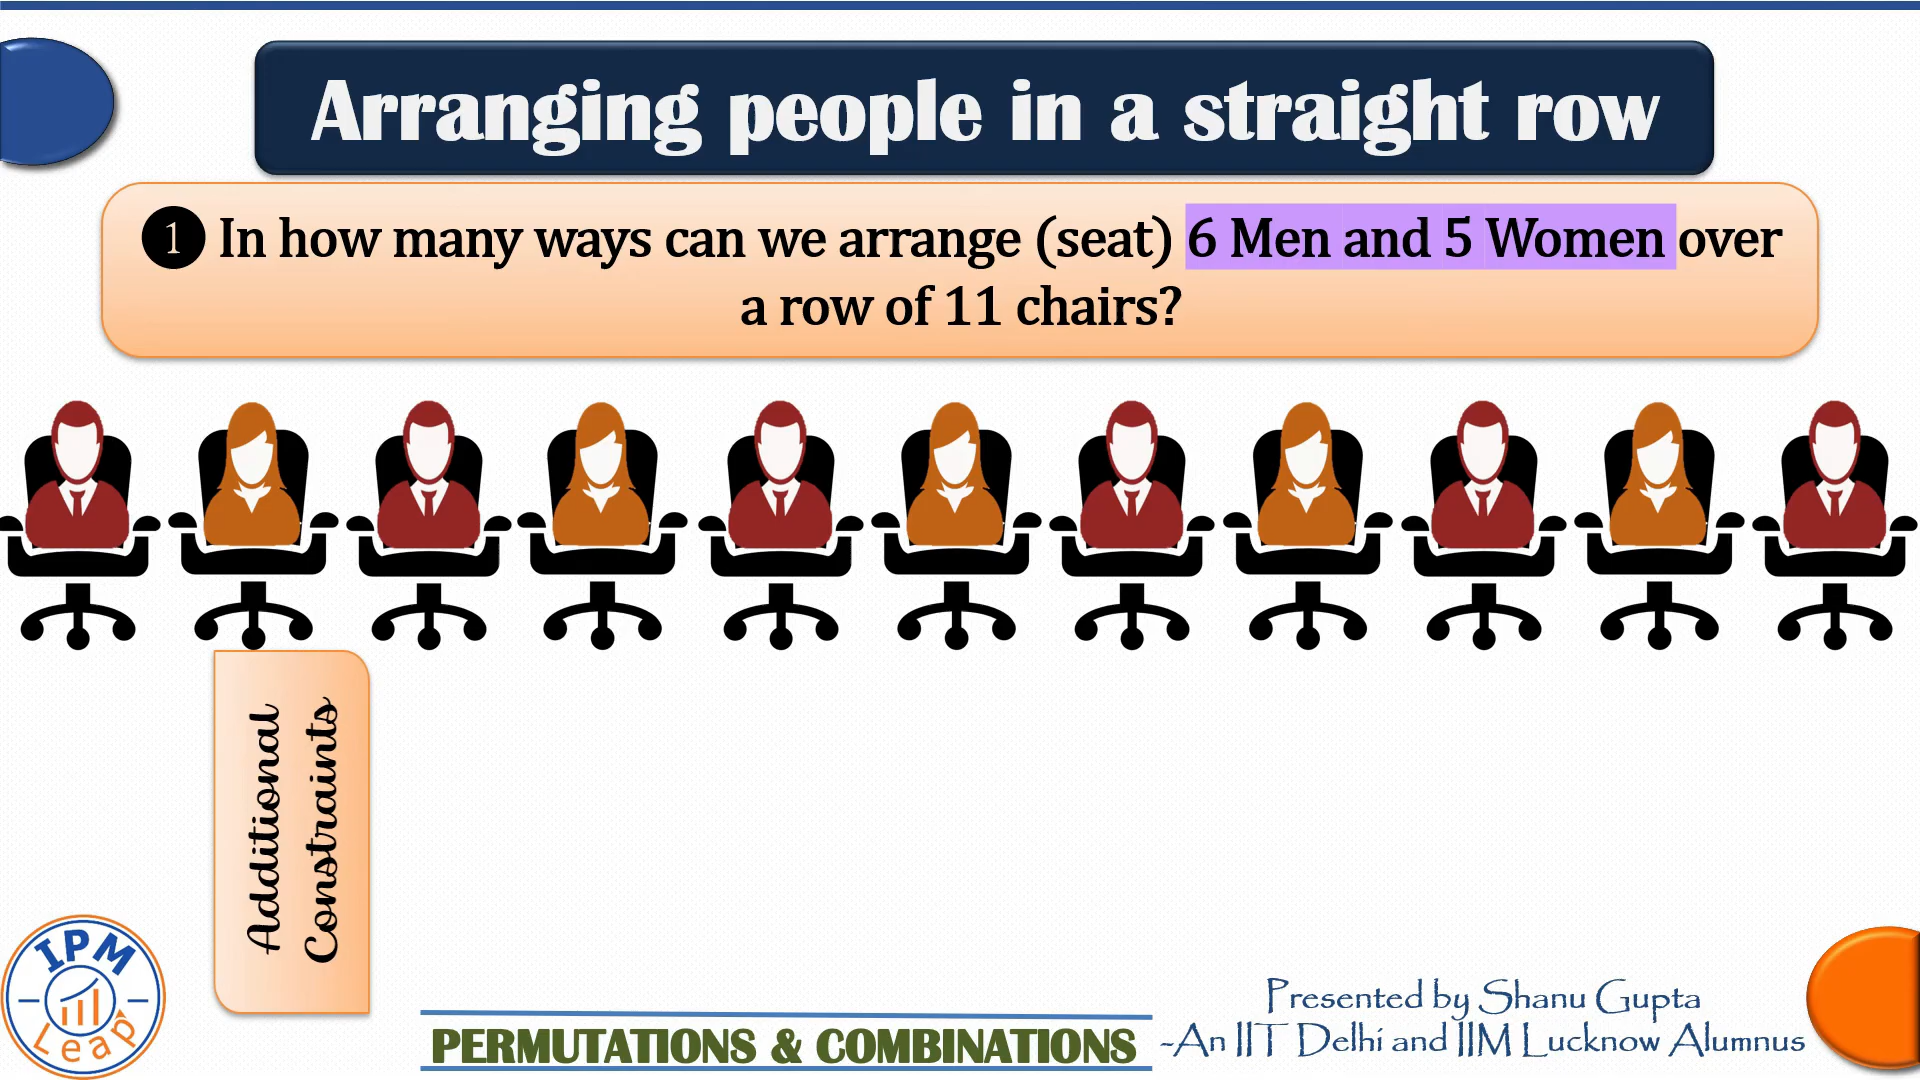 Arranging people in a straight row
❶ In how many ways can we arrange (seat) 6 Men and 5 Women over
a row of 11 chairs?
Additional
Constraints
IPM
Leap
PERMUTATIONS & COMBINATIONS
Presented by Shanu Gupta
-An IIT Delhi and IIM Lucknow Alumnus